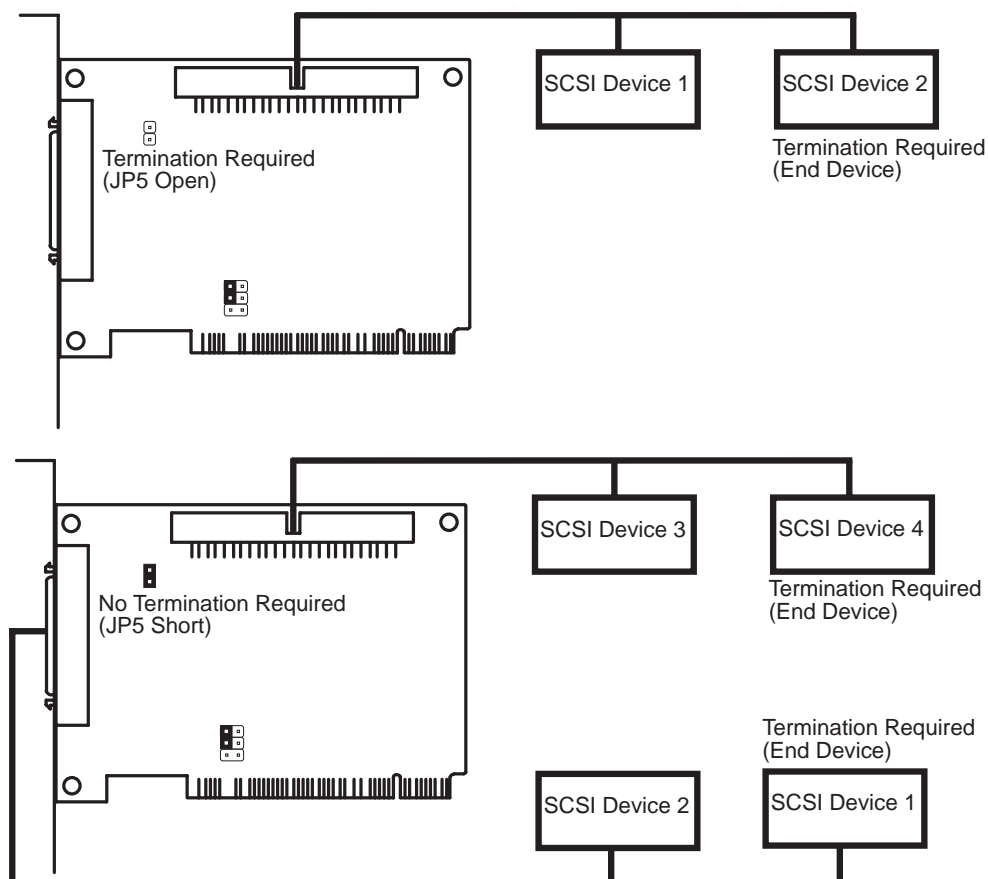 SCSI Device 1
SCSI Device 2
Termination Required
(End Device)
Termination Required
(JP5 Open)
SCSI Device 3
SCSI Device 4
Termination Required
(End Device)
No Termination Required
(JP5 Short)
Termination Required
(End Device)
SCSI Device 2
SCSI Device 1